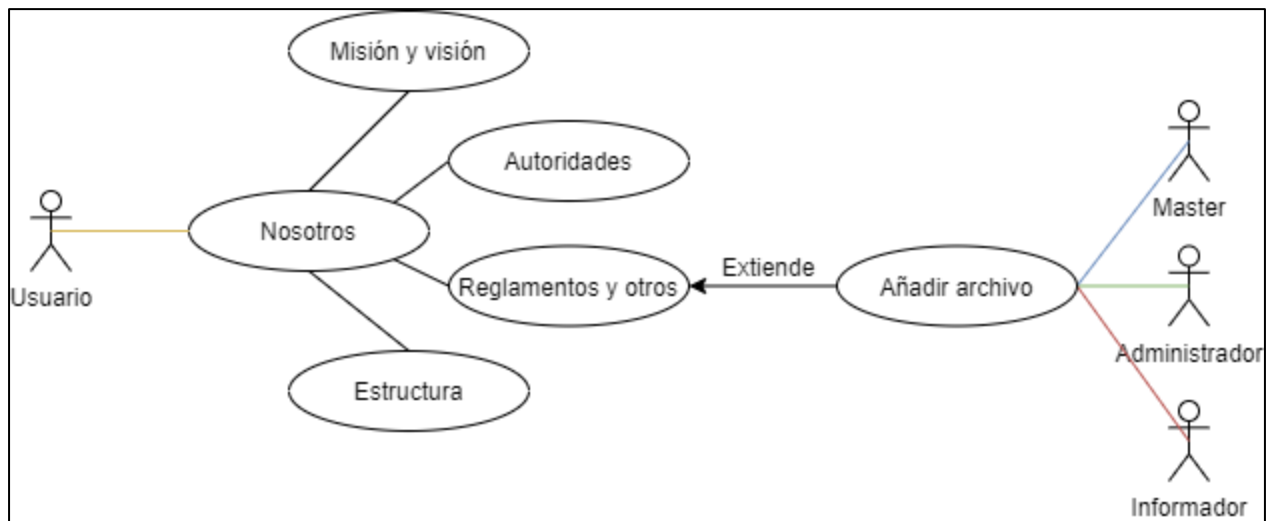 Misión y visión
Autoridades
Nosotros
Usuario
Reglamentos y otros
Extiende
Añadir archivo
Estructura
Master
Administrador
Informador